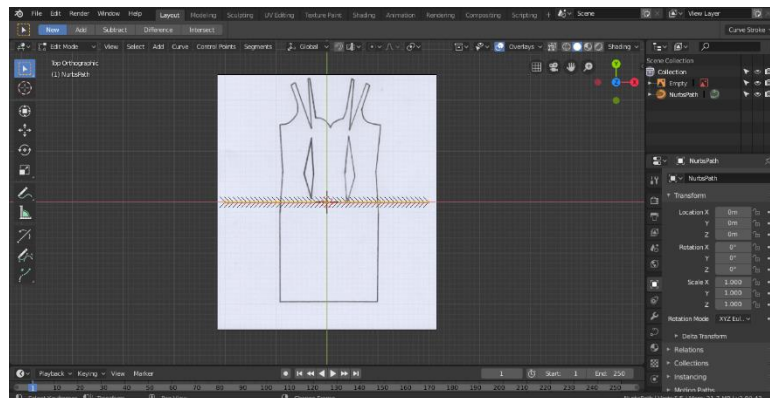 File Edit Render Window Help Layout Modeling Sculpting UV Editing Texture Paint Shading Animation Rendering Compositing Scripting + Scene View Layer
New Add Subtract Difference Intersect Curve Stroke
Edit Mode View Select Add Curve Control Points Segments Global Overlays Shading
Top Orthographic
(1) NurbsPath
Scene Collection
Collection
Empty
NurbsPath
NurbsPath
NurbsPath
Transform
Location X 0m
Y 0m
Z 0m
Rotation X 0°
Y 0°
Z 0°
Scale X 1.000
Y 1.000
Z 1.000
Rotation Mode XYZ Eul..
Delta Transform
Relations
Collections
Instancing
Motion Paths
Playback Keying View Marker 1 Start: 1 End: 250
1 10 20 30 40 50 60 70 80 90 100 110 120 130 140 150 160 170 180 190 200 210 220 230 240 250